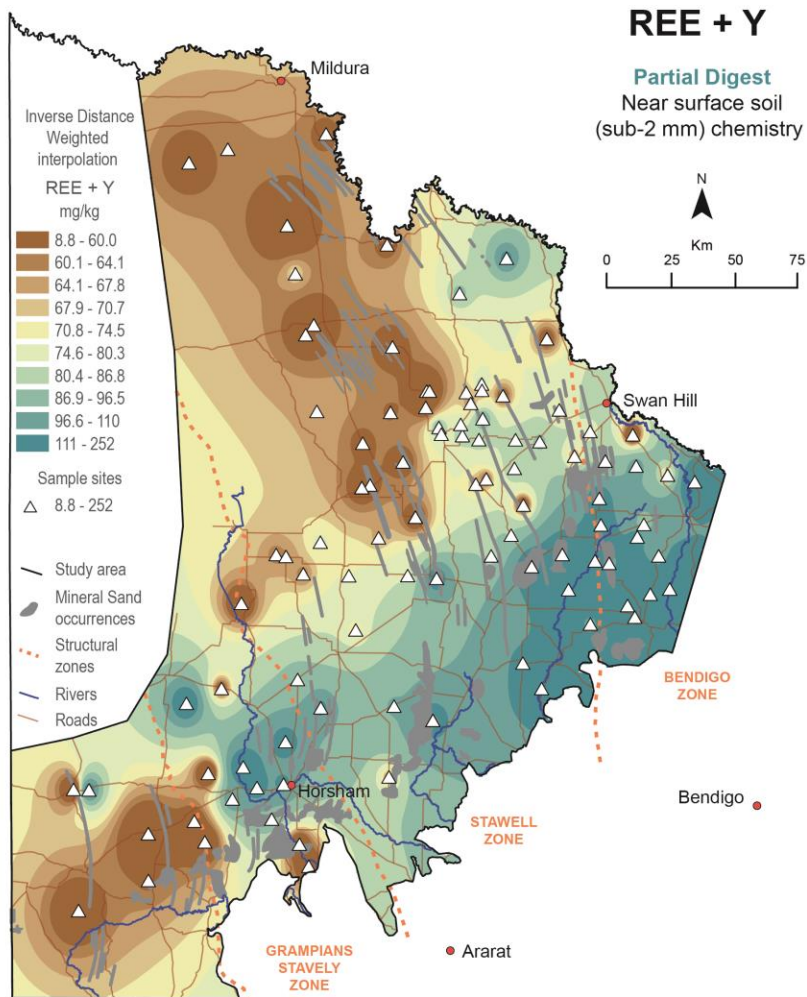 REE + Y
Partial Digest
Near surface soil
(sub-2 mm) chemistry
N
Km
0 25 50 75
Inverse Distance
Weighted
interpolation
REE + Y
mg/kg
8.8 - 60.0
60.1 - 64.1
64.1 - 67.8
67.9 - 70.7
70.8 - 74.5
74.6 - 80.3
80.4 - 86.8
86.9 - 96.5
96.6 - 110
111 - 252
Sample sites
8.8 - 252
Study area
Mineral Sand
occurrences
Structural
zones
Rivers
Roads
Mildura
Swan Hill
BENDIGO
ZONE
Horsham
Bendigo
STAWELL
ZONE
Ararat
GRAMPIANS
STAVELY
ZONE